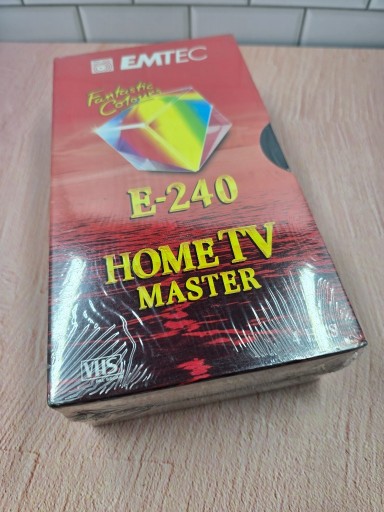 EMTEC
Fantastic
Colours
E-240
HOME TV
MASTER
VHS